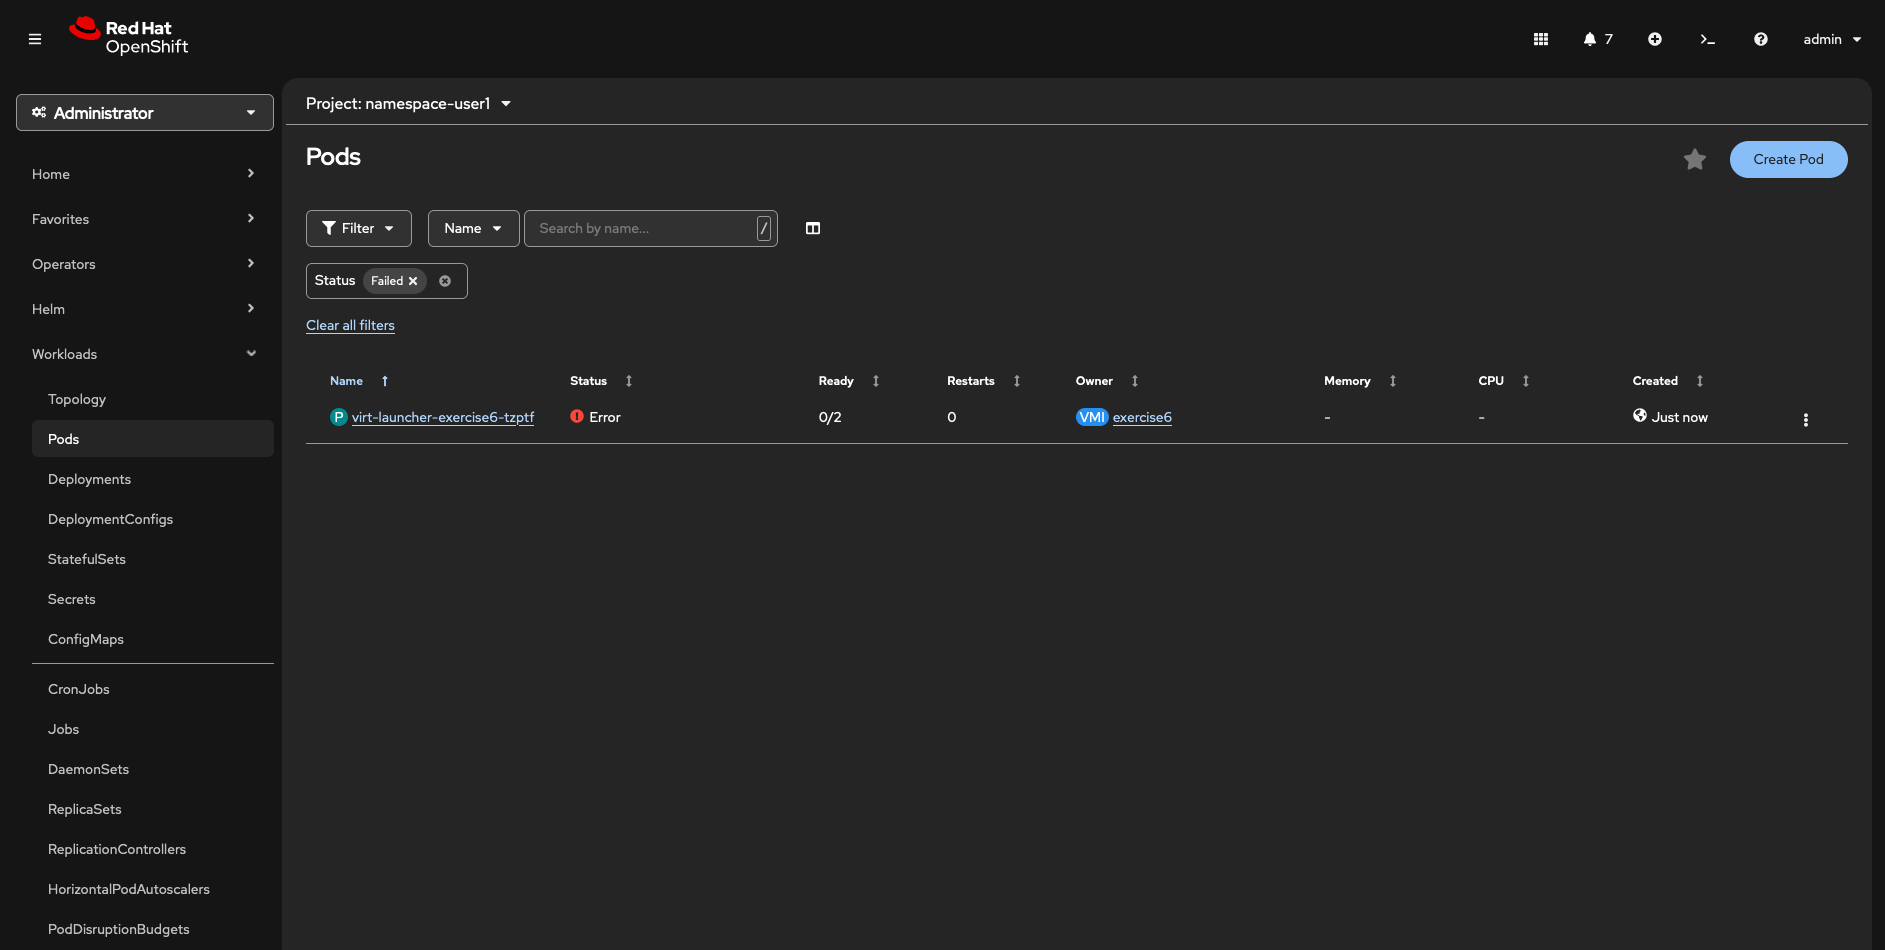 Red Hat
OpenShift
7
admin
Administrator
Project: namespace-user1
Home
Favorites
Operators
Helm
Workloads
Topology
Pods
Deployments
DeploymentConfigs
StatefulSets
Secrets
ConfigMaps
CronJobs
Jobs
DaemonSets
ReplicaSets
ReplicationControllers
HorizontalPodAutoscalers
PodDisruptionBudgets
Pods
Create Pod
Filter
Name
Search by name...
/
Status Failed
Clear all filters
Name Status Ready Restarts Owner Memory CPU Created
P virt-launcher-exercise6-tzptf Error 0/2 0 VMI exercise6 - - Just now